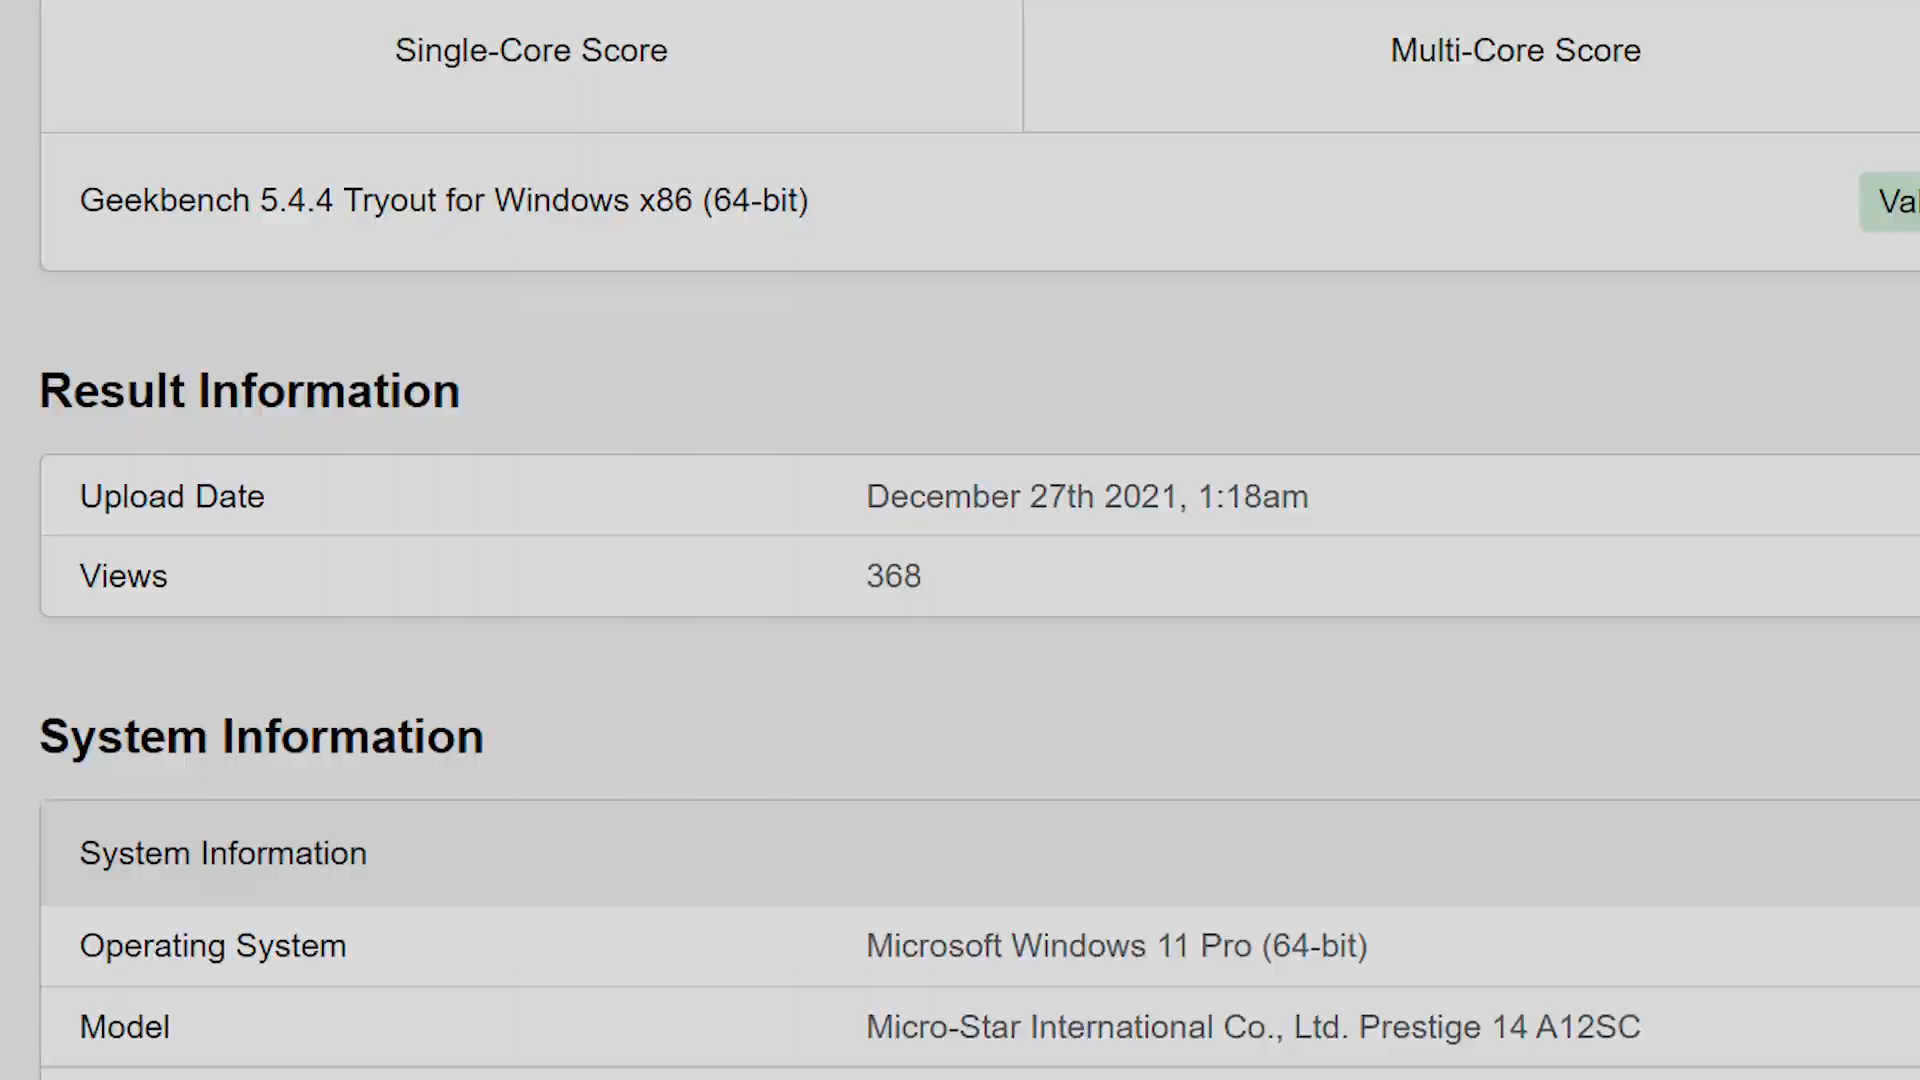 Single-Core Score Multi-Core Score
Geekbench 5.4.4 Tryout for Windows x86 (64-bit)
Result Information
Upload Date December 27th 2021, 1:18am
Views 368
System Information
System Information
Operating System Microsoft Windows 11 Pro (64-bit)
Model Micro-Star International Co., Ltd. Prestige 14 A12SC